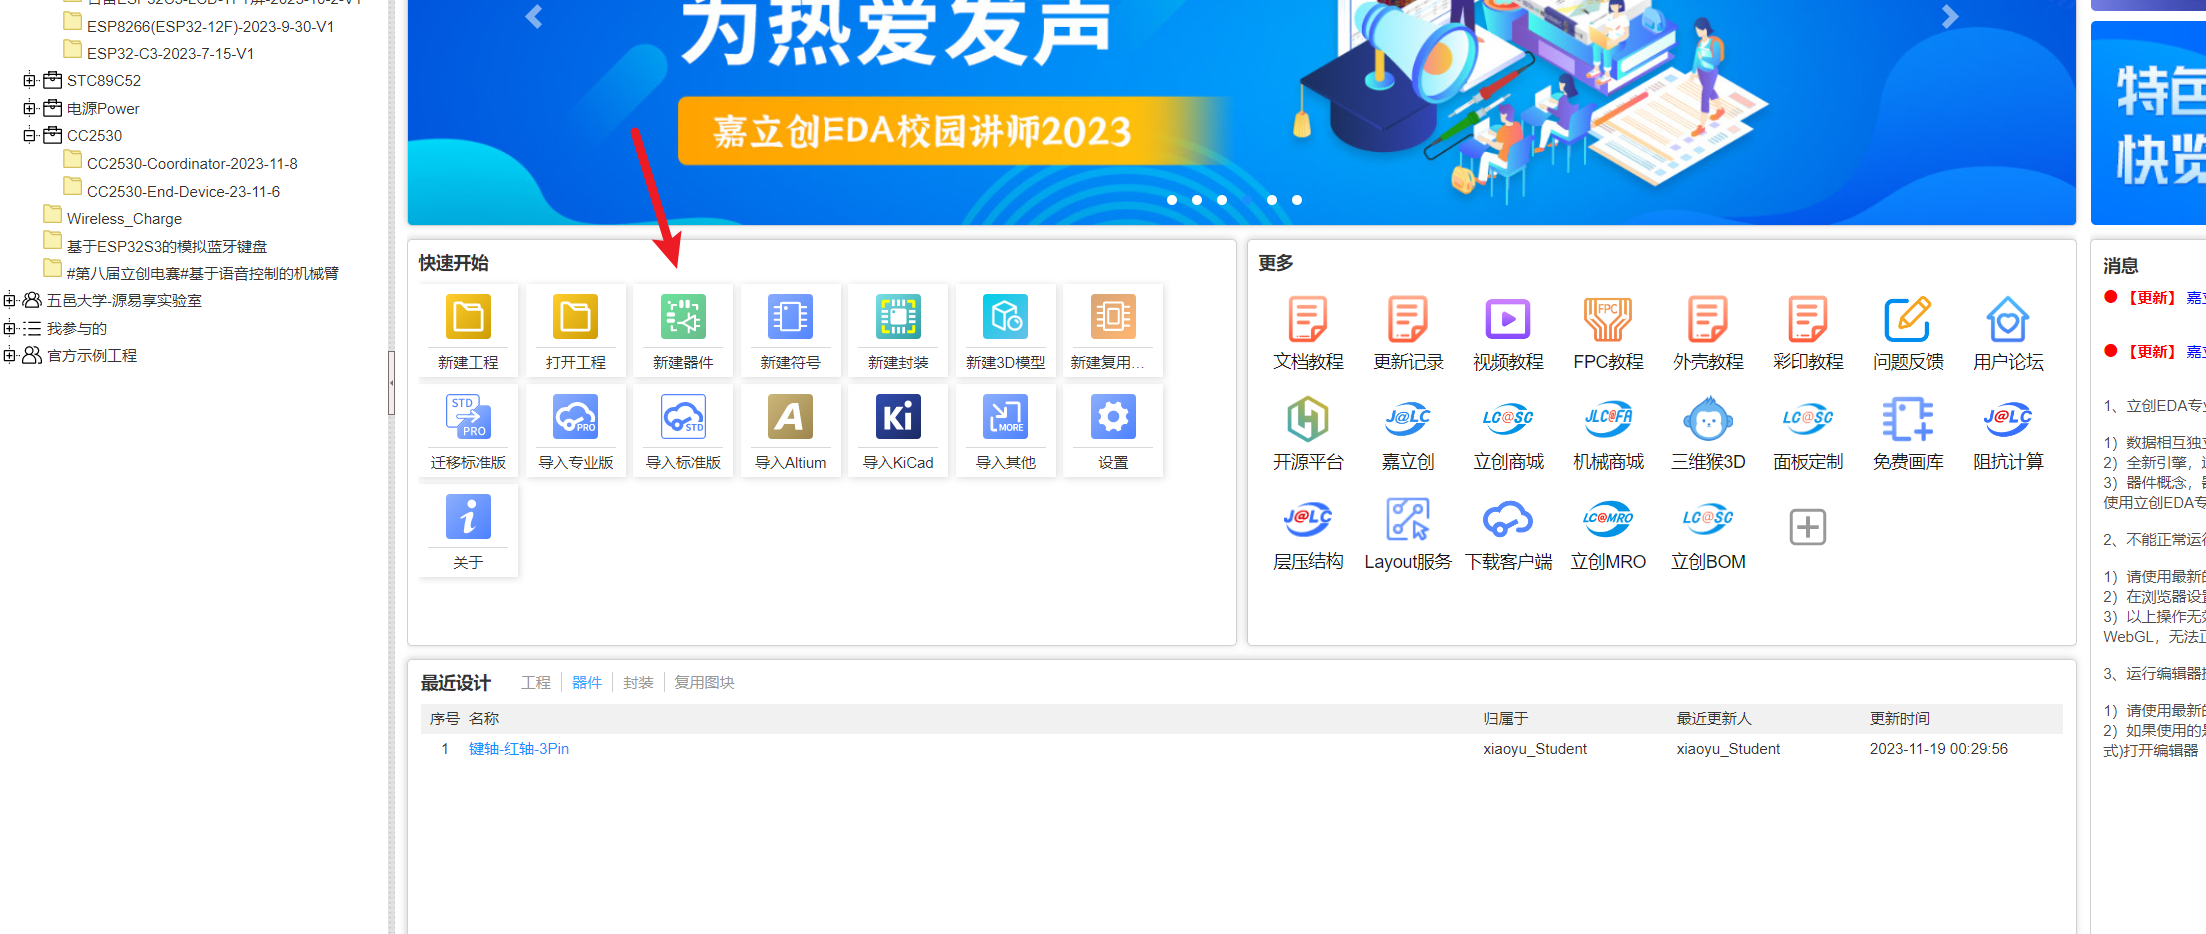 ESP8266(ESP32-12F)-2023-9-30-V1
ESP32-C3-2023-7-15-V1
STC89C52
电源Power
CC2530
CC2530-Coordinator-2023-11-8
CC2530-End-Device-23-11-6
Wireless_Charge
基于ESP32S3的模拟蓝牙键盘
#第八届立创电赛#基于语音控制的机械臂
五邑大学-源易享实验室
我参与的
官方示例工程
为热爱发声
嘉立创EDA校园讲师2023
特色
快览
快速开始
新建工程
打开工程
新建器件
新建符号
新建封装
新建3D模型
新建复用...
STD
PRO
迁移标准版
PRO
导入专业版
STD
导入标准版
A
导入Altium
Ki
导入KiCad
MORE
导入其他
设置
i
关于
更多
文档教程
更新记录
视频教程
FPC
FPC教程
外壳教程
彩印教程
问题反馈
用户论坛
开源平台
J@LC
嘉立创
LC@SC
立创商城
JLC@FA
机械商城
三维猴3D
LC@SC
面板定制
免费画库
J@LC
阻抗计算
J@LC
层压结构
Layout服务
下载客户端
LC@MRO
立创MRO
LC@SC
立创BOM
最近设计
工程
器件
封装
复用图块
序号 名称 归属于 最近更新人 更新时间
1 键轴-红轴-3Pin xiaoyu_Student xiaoyu_Student 2023-11-19 00:29:56
消息
【更新】 嘉
【更新】 嘉
1、立创EDA专
1）数据相互独
2）全新引擎，
3）器件概念，
使用立创EDA专
2、不能正常运
1）请使用最新
2）在浏览器设
3）以上操作无
WebGL，无法
3、运行编辑器
1）请使用最新
2）如果使用的
式)打开编辑器